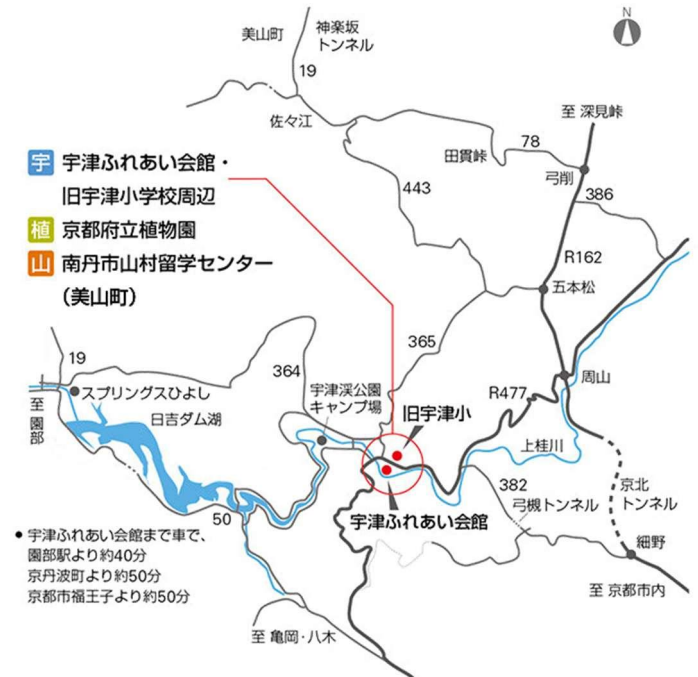 N
美山町
神楽坂
トンネル
19
佐々江
至 深見峠
田貫峠
78
弓削
443
386
宇 宇津ふれあい会館・
旧宇津小学校周辺
植 京都府立植物園
山 南丹市山村留学センター
（美山町）
R162
五本松
365
19
364
スプリングスひよし
至 園部
日吉ダム湖
宇津渓公園
キャンプ場
旧宇津小
R477
周山
上桂川
382
弓槻トンネル
京北
トンネル
宇津ふれあい会館
50
細野
至 京都市内
● 宇津ふれあい会館まで車で、
園部駅より約40分
京丹波町より約50分
京都市福王子より約50分
至 亀岡・八木